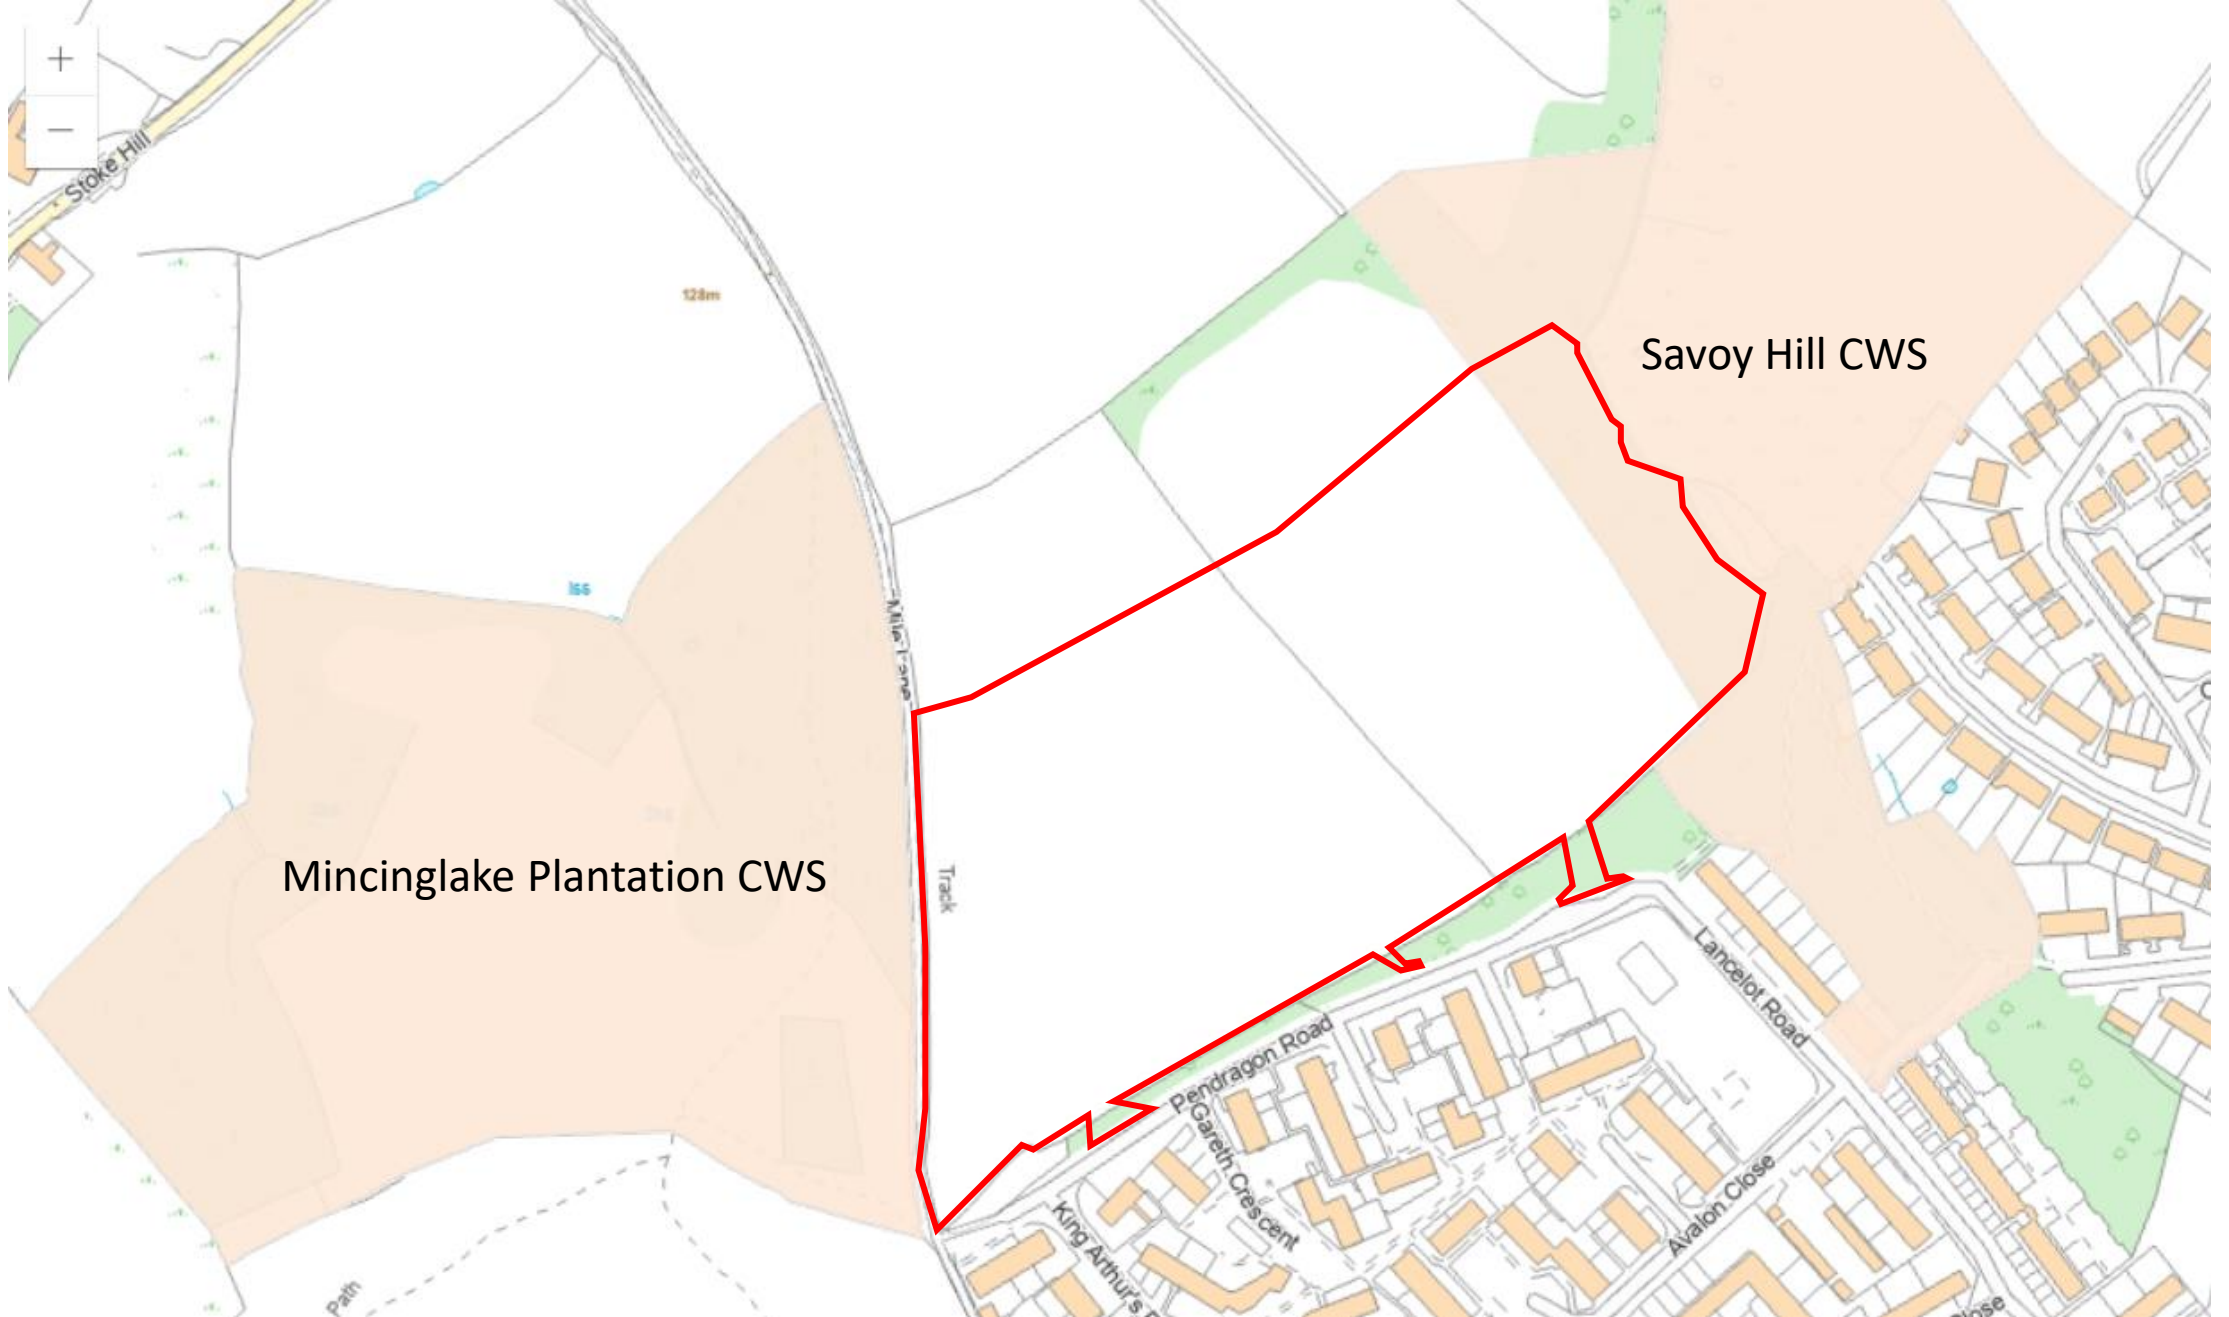 +
−
Stoke Hill
128m
Savoy Hill CWS
Iss
Mile Lane
Mincinglake Plantation CWS
Track
Lancelot Road
Pendragon Road
Gareth Crescent
Avalon Close
King Arthur's
Path
Close